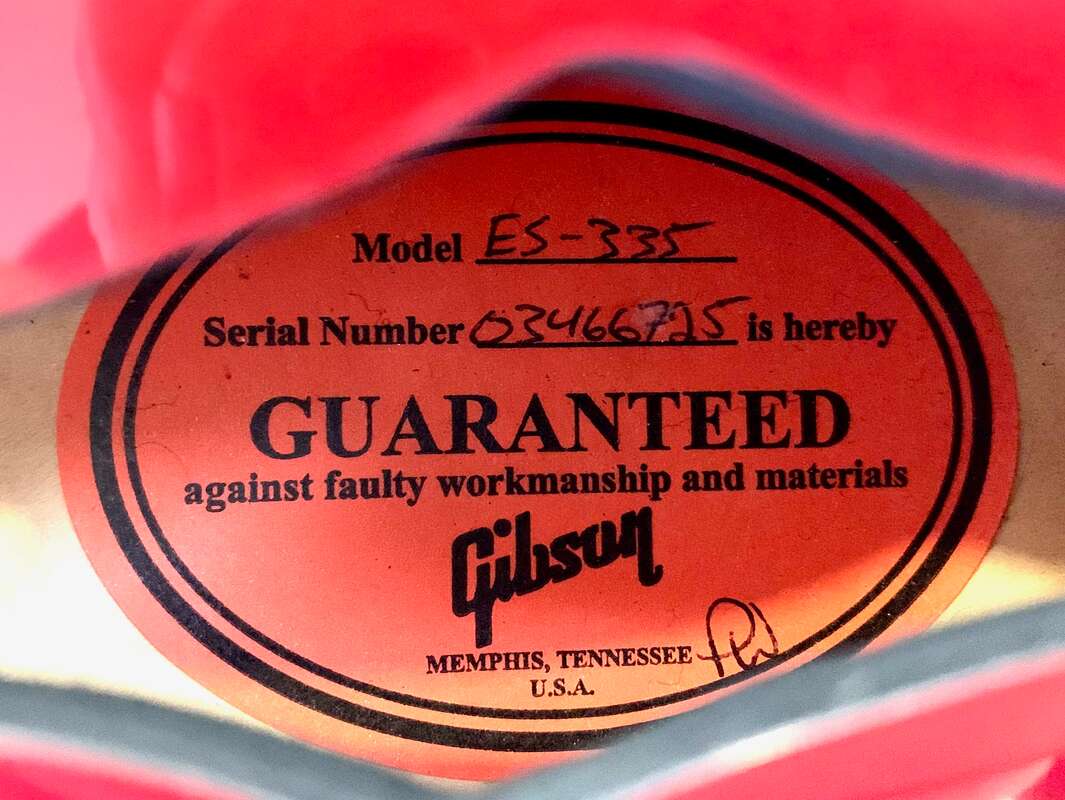 Model ES-335
Serial Number 03466725 is hereby
GUARANTEED
against faulty workmanship and materials
Gibson
MEMPHIS, TENNESSEE
U.S.A.